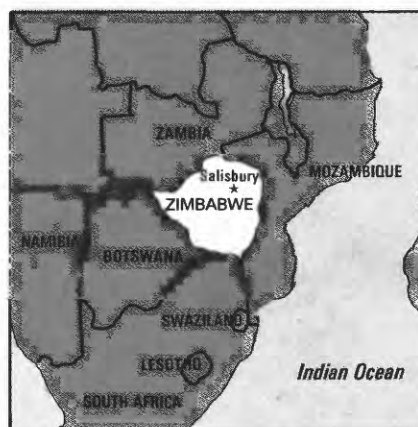 ZAMBIA
Salisbury
MOZAMBIQUE
ZIMBABWE
NAMIBIA
BOTSWANA
SWAZILAND
LESOTHO
Indian Ocean
SOUTH AFRICA